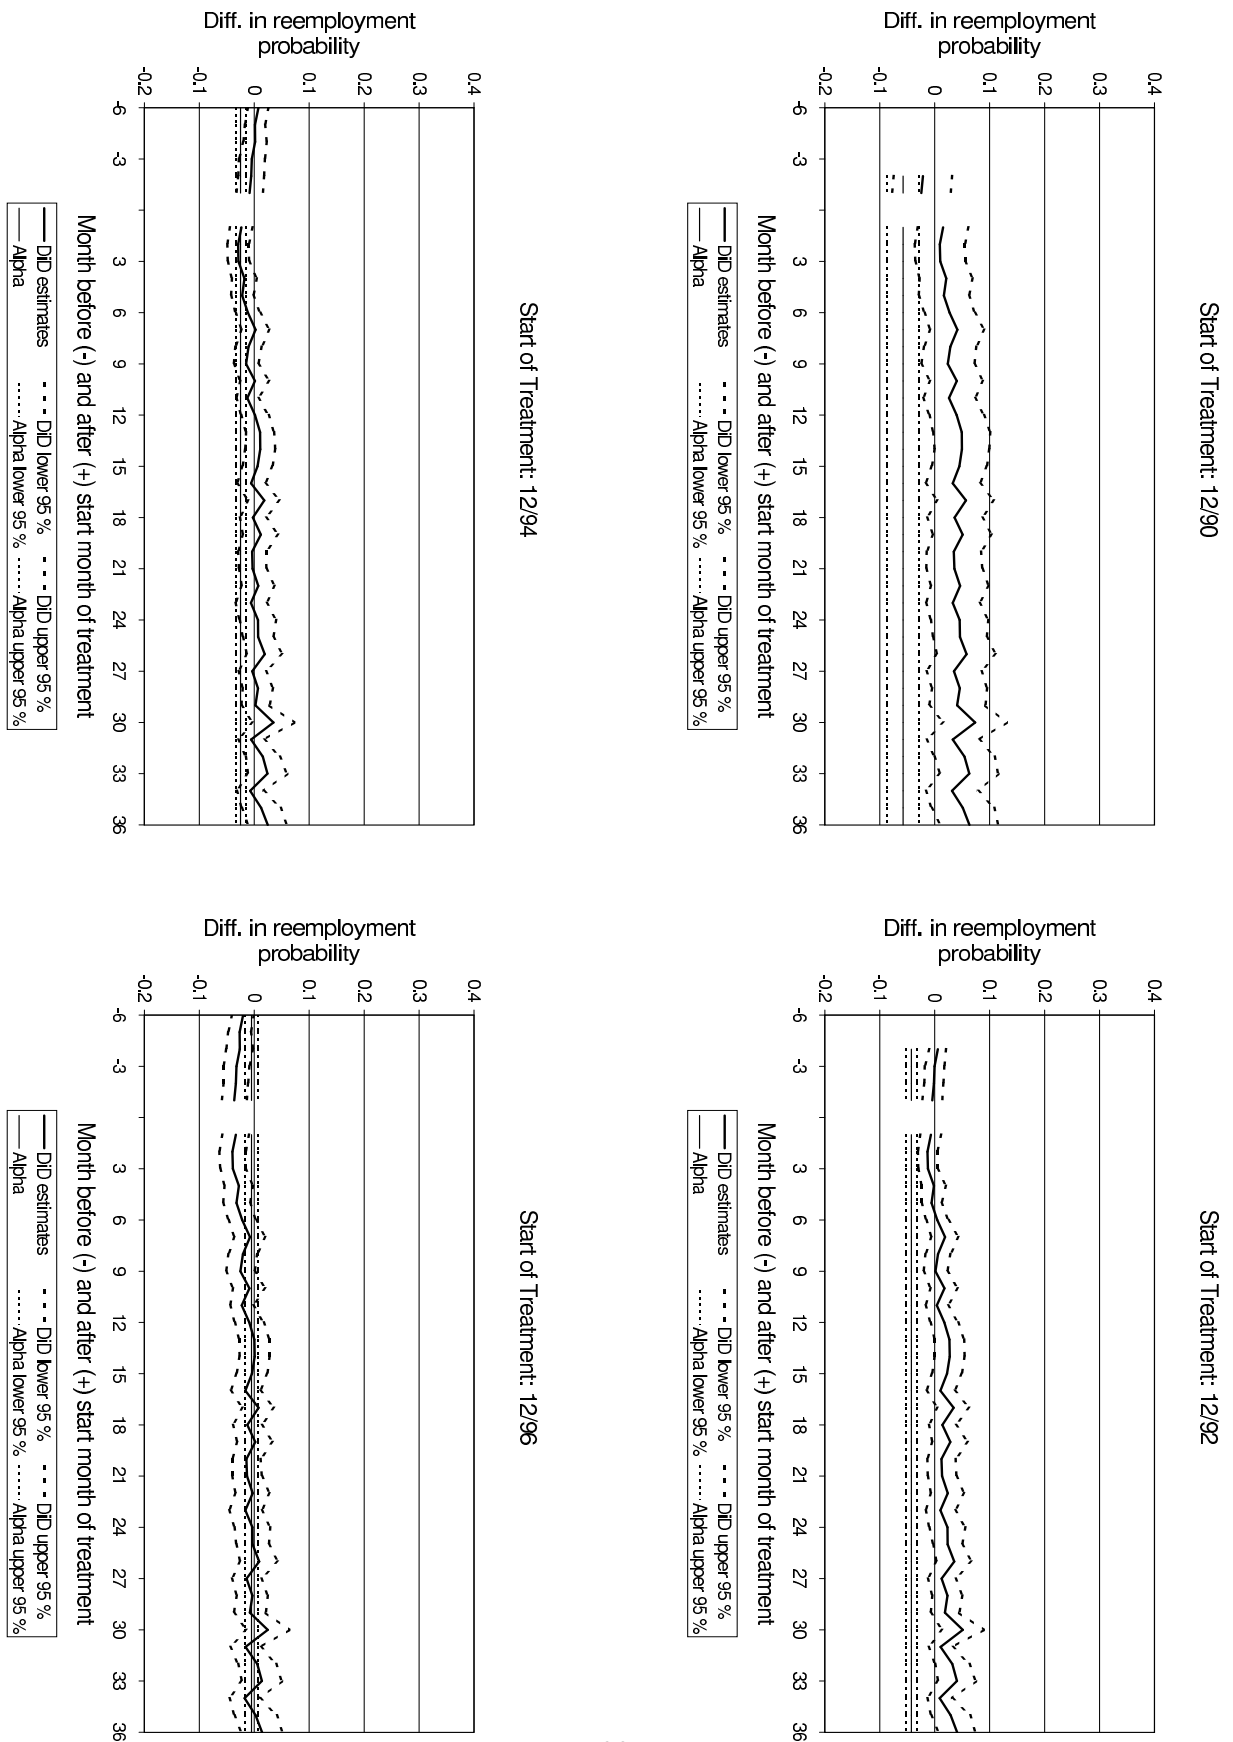 Start of Treatment: 12/90
Diff. in reemployment
probability
0.4
0.3
0.2
0.1
0
-0.1
-0.2
-6 -3 3 6 9 12 15 18 21 24 27 30 33 36
Month before (-) and after (+) start month of treatment
DiD estimates DiD lower 95 % DiD upper 95 %
Alpha Alpha lower 95 % Alpha upper 95 %
Start of Treatment: 12/92
Diff. in reemployment
probability
0.4
0.3
0.2
0.1
0
-0.1
-0.2
-6 -3 3 6 9 12 15 18 21 24 27 30 33 36
Month before (-) and after (+) start month of treatment
DiD estimates DiD lower 95 % DiD upper 95 %
Alpha Alpha lower 95 % Alpha upper 95 %
Start of Treatment: 12/94
Diff. in reemployment
probability
0.4
0.3
0.2
0.1
0
-0.1
-0.2
-6 -3 3 6 9 12 15 18 21 24 27 30 33 36
Month before (-) and after (+) start month of treatment
DiD estimates DiD lower 95 % DiD upper 95 %
Alpha Alpha lower 95 % Alpha upper 95 %
Start of Treatment: 12/96
Diff. in reemployment
probability
0.4
0.3
0.2
0.1
0
-0.1
-0.2
-6 -3 3 6 9 12 15 18 21 24 27 30 33 36
Month before (-) and after (+) start month of treatment
DiD estimates DiD lower 95 % DiD upper 95 %
Alpha Alpha lower 95 % Alpha upper 95 %